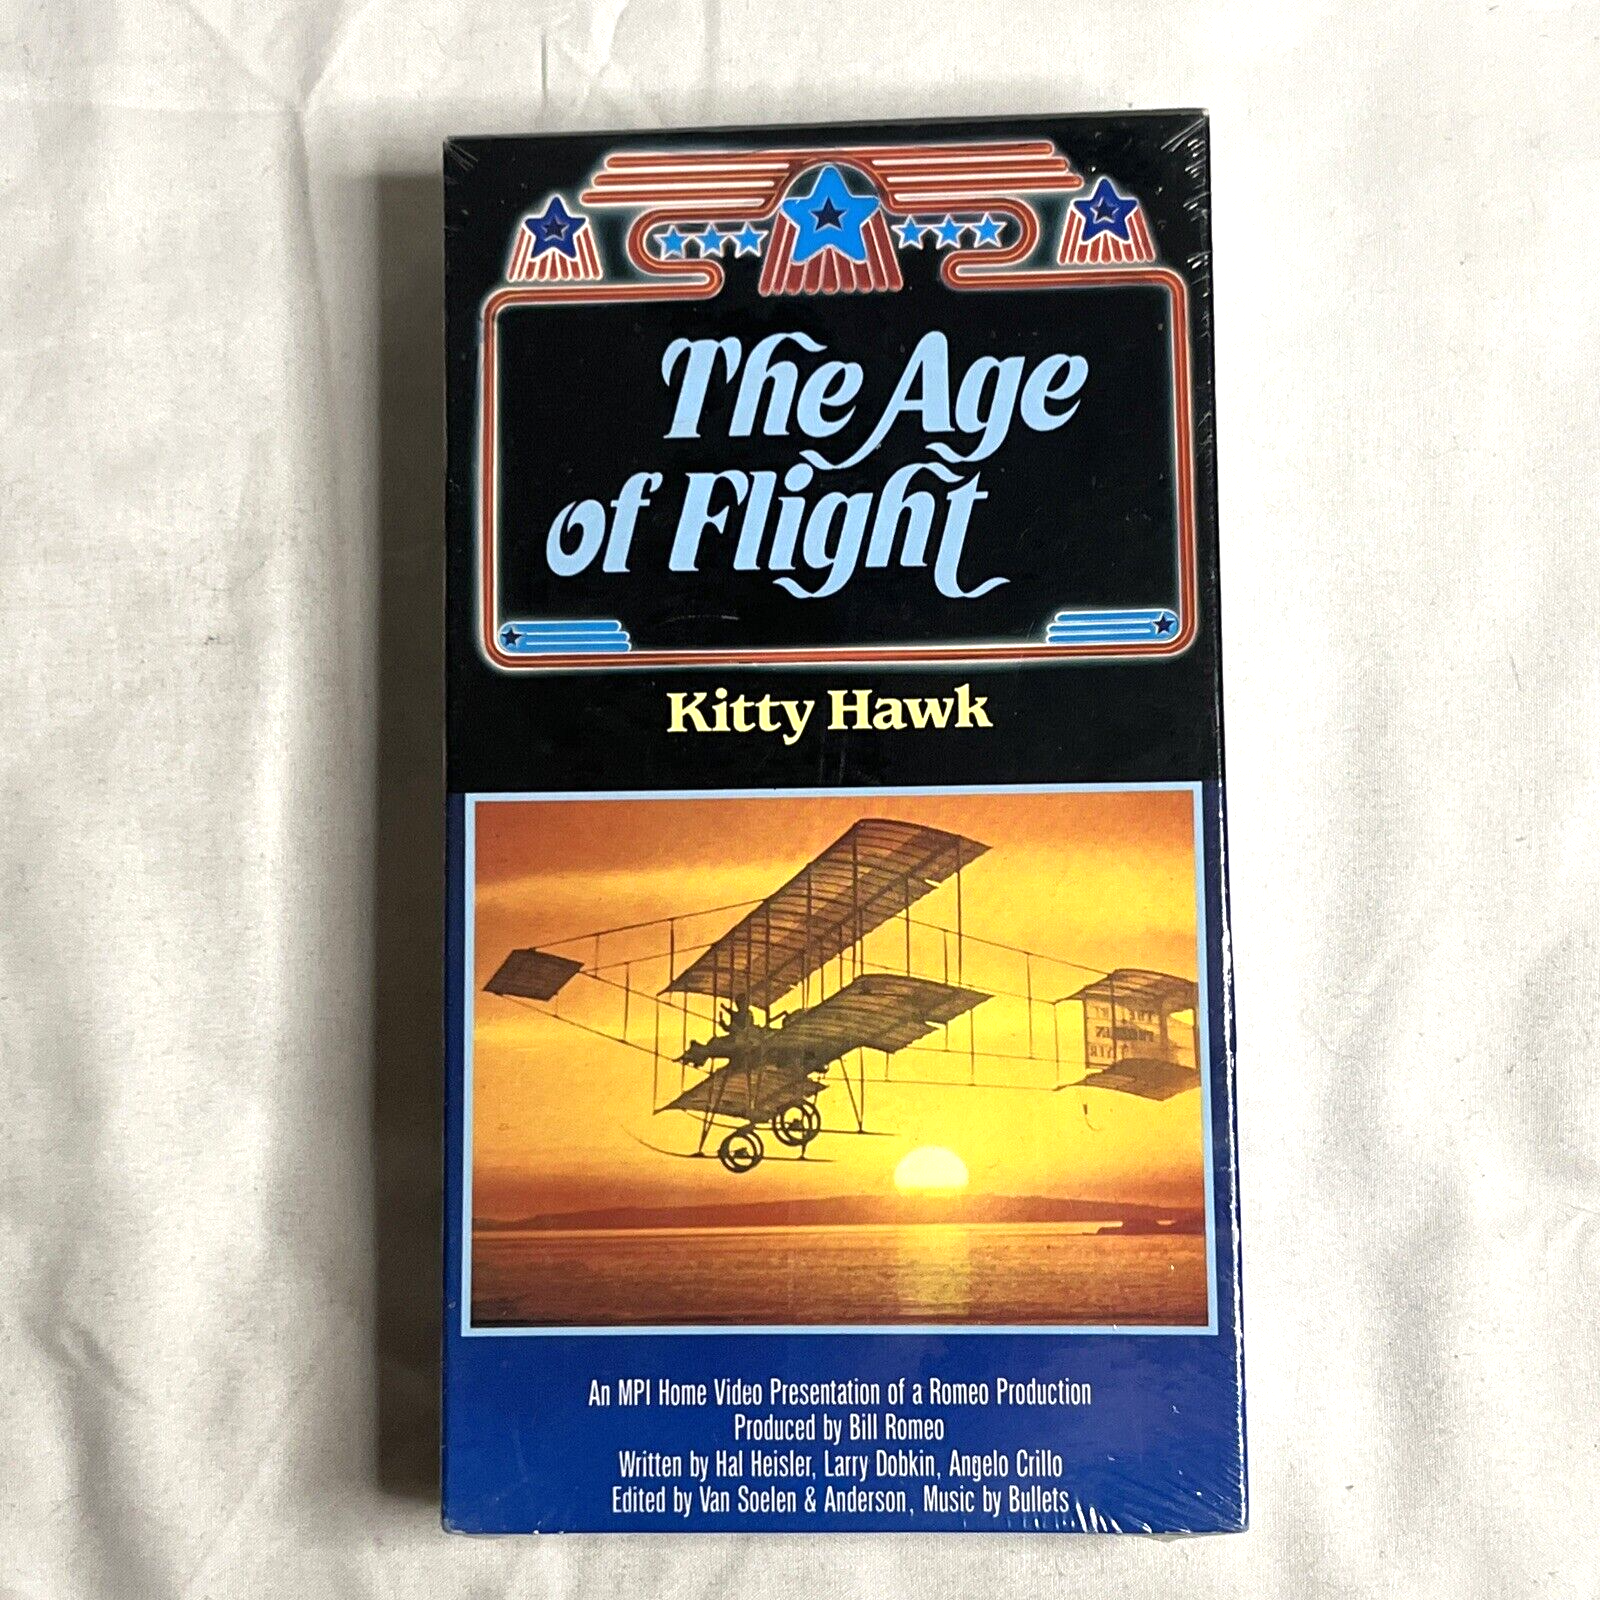 The Age
of Flight
Kitty Hawk
An MPI Home Video Presentation of a Romeo Production
Produced by Bill Romeo
Written by Hal Heisler, Larry Dobkin, Angelo Crillo
Edited by Van Soelen & Anderson, Music by Bullets